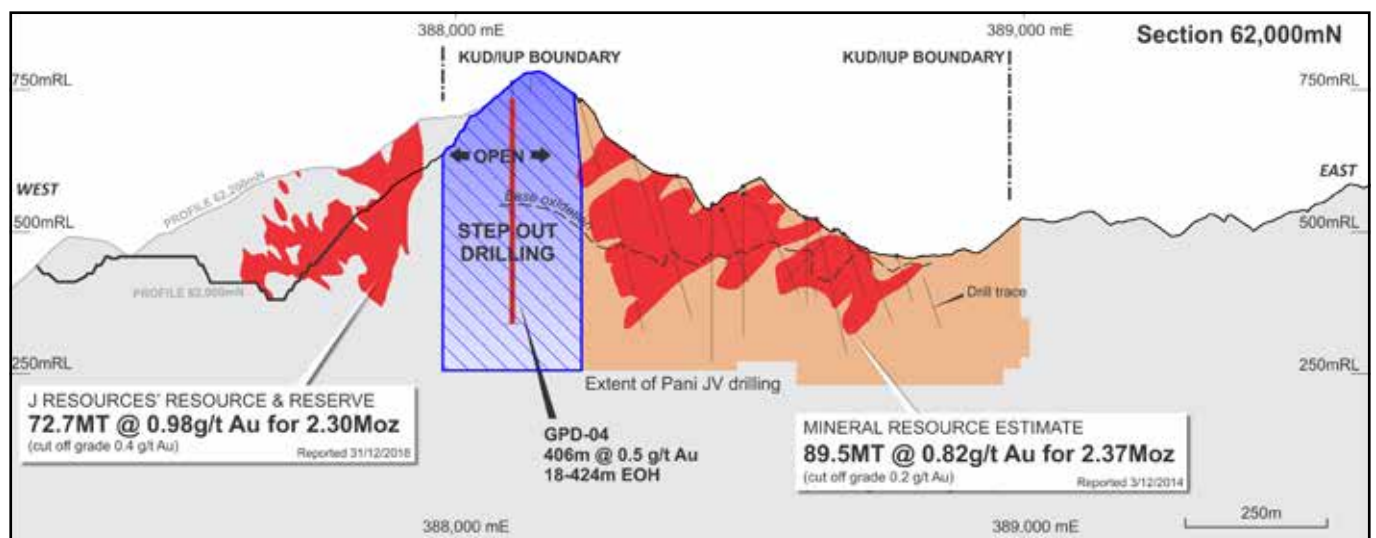 388,000 mE
389,000 mE
Section 62,000mN
KUD/IUP BOUNDARY
KUD/IUP BOUNDARY
750mRL
750mRL
OPEN
WEST
EAST
PROFILE 62,200mN
Base oxidation
500mRL
500mRL
STEP OUT
DRILLING
PROFILE 62,000mN
Drill trace
250mRL
250mRL
Extent of Pani JV drilling
J RESOURCES' RESOURCE & RESERVE
72.7MT @ 0.98g/t Au for 2.30Moz
(cut off grade 0.4 g/t Au)
Reported 31/12/2018
GPD-04
406m @ 0.5 g/t Au
18-424m EOH
MINERAL RESOURCE ESTIMATE
89.5MT @ 0.82g/t Au for 2.37Moz
(cut off grade 0.2 g/t Au)
Reported 3/12/2014
388,000 mE
389,000 mE
250m